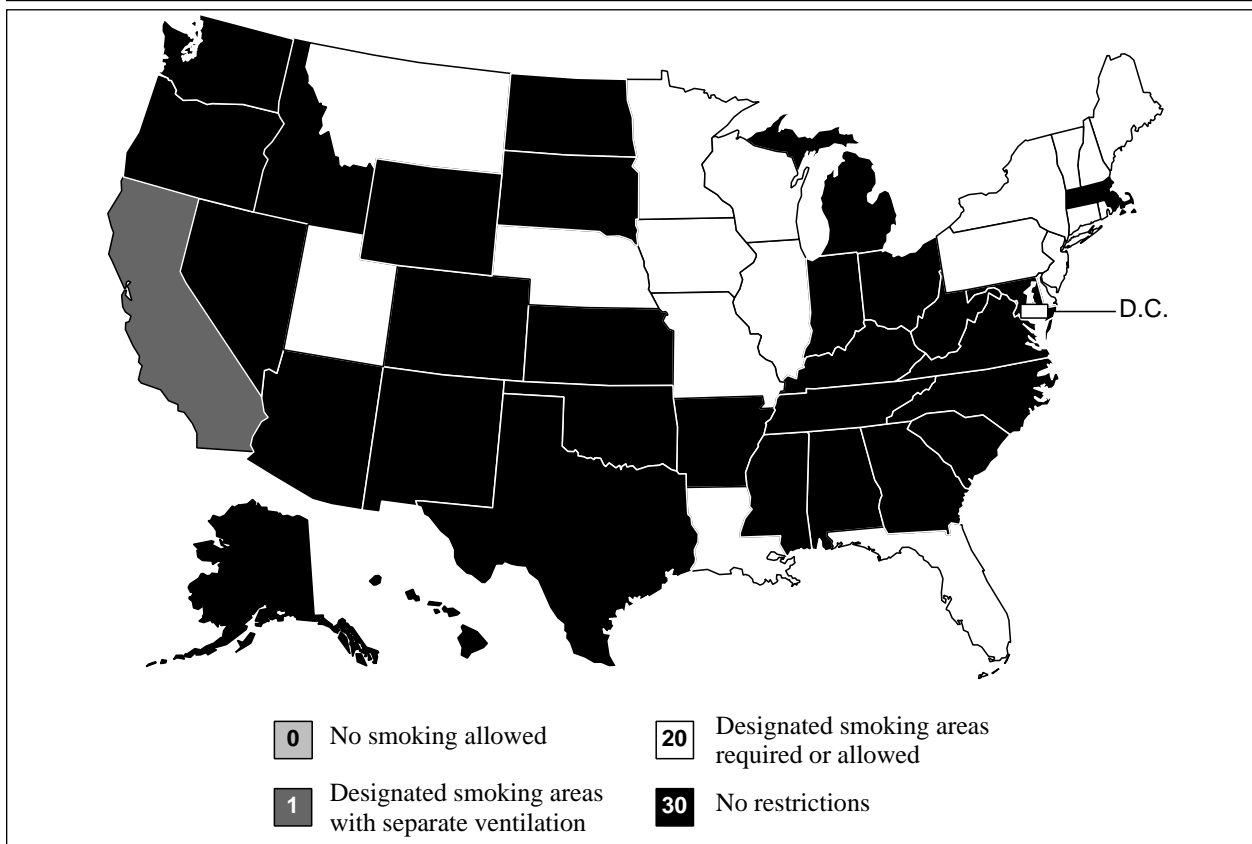 D.C.
0 No smoking allowed
1 Designated smoking areas
with separate ventilation
20 Designated smoking areas
required or allowed
30 No restrictions